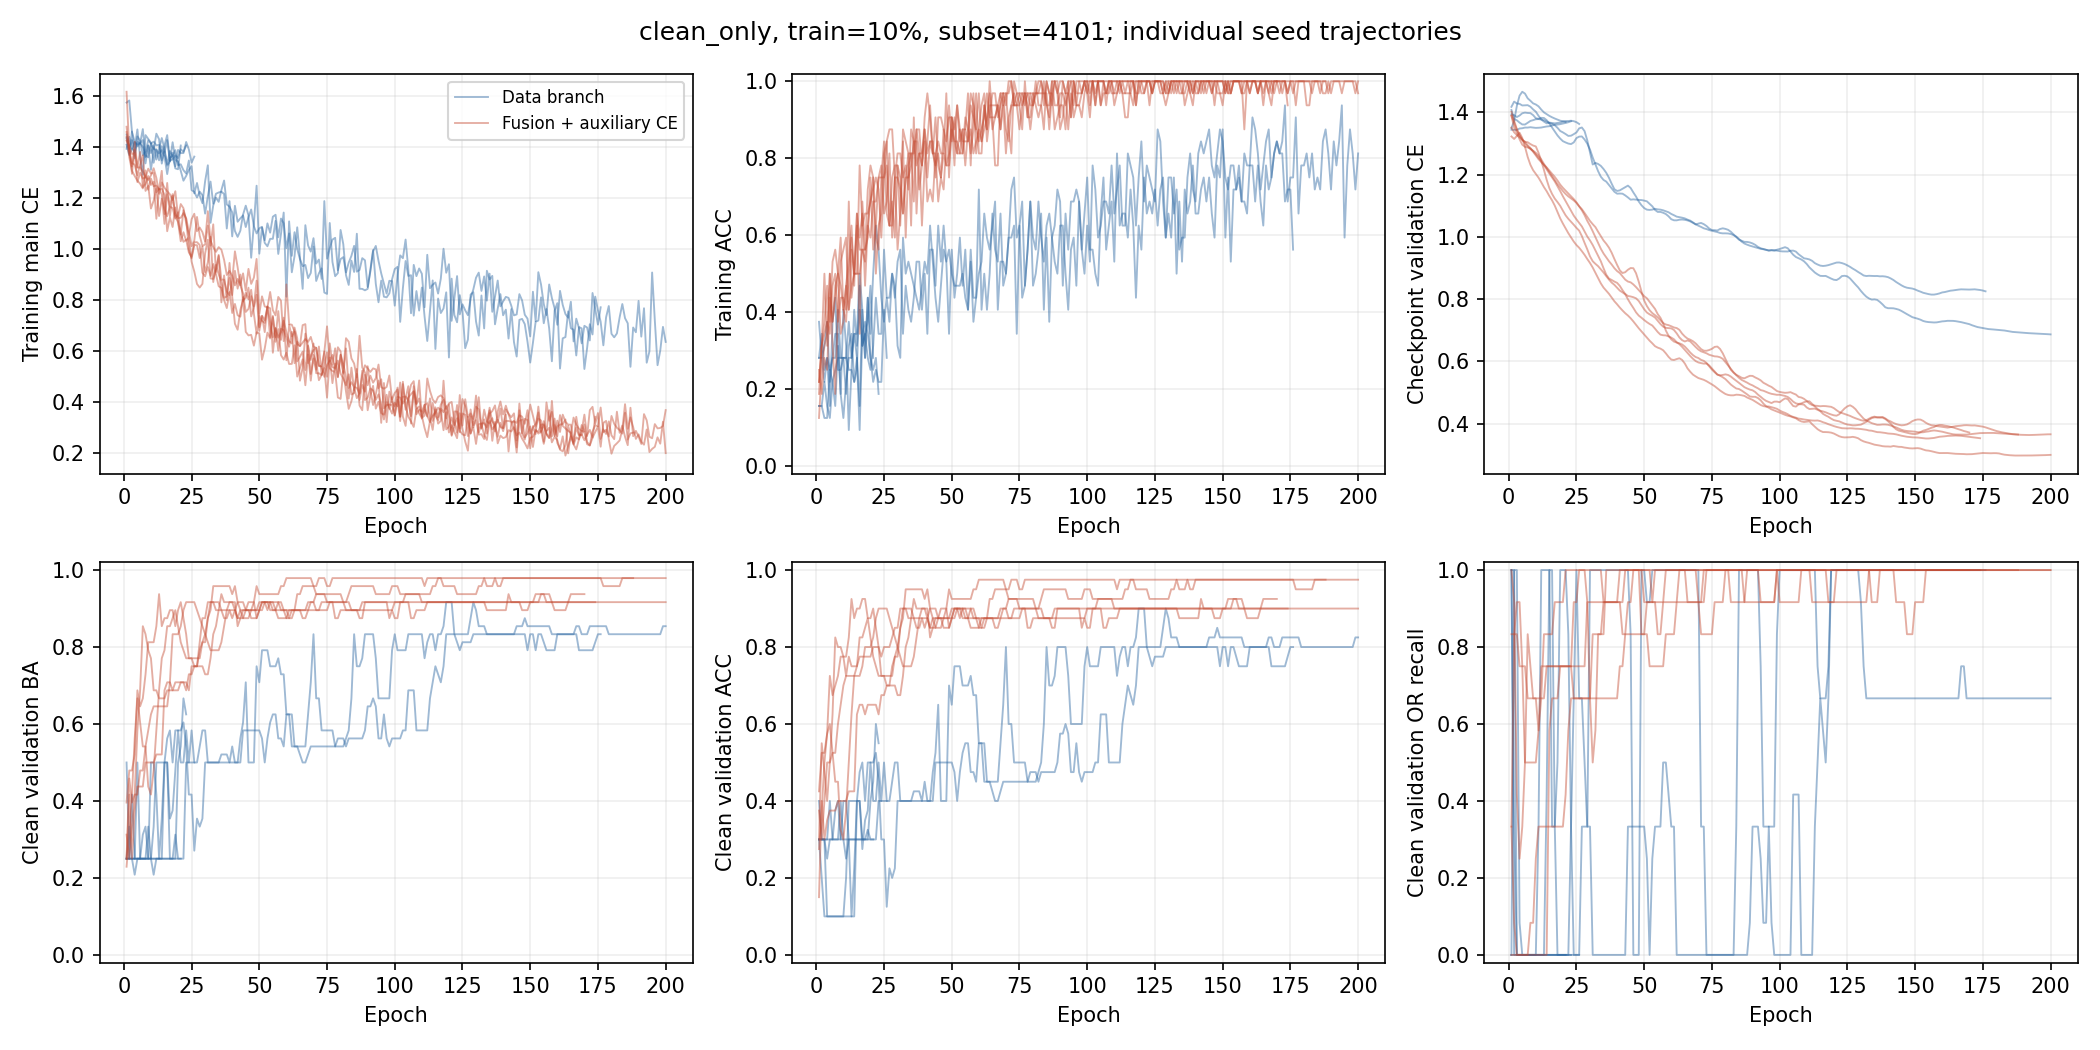 clean_only, train=10%, subset=4101; individual seed trajectories
Training main CE
1.6
1.4
1.2
1.0
0.8
0.6
0.4
0.2
Data branch
Fusion + auxiliary CE
0 25 50 75 100 125 150 175 200
Epoch
Training ACC
1.0
0.8
0.6
0.4
0.2
0.0
0 25 50 75 100 125 150 175 200
Epoch
Checkpoint validation CE
1.4
1.2
1.0
0.8
0.6
0.4
0 25 50 75 100 125 150 175 200
Epoch
Clean validation BA
1.0
0.8
0.6
0.4
0.2
0.0
0 25 50 75 100 125 150 175 200
Epoch
Clean validation ACC
1.0
0.8
0.6
0.4
0.2
0.0
0 25 50 75 100 125 150 175 200
Epoch
Clean validation OR recall
1.0
0.8
0.6
0.4
0.2
0.0
0 25 50 75 100 125 150 175 200
Epoch